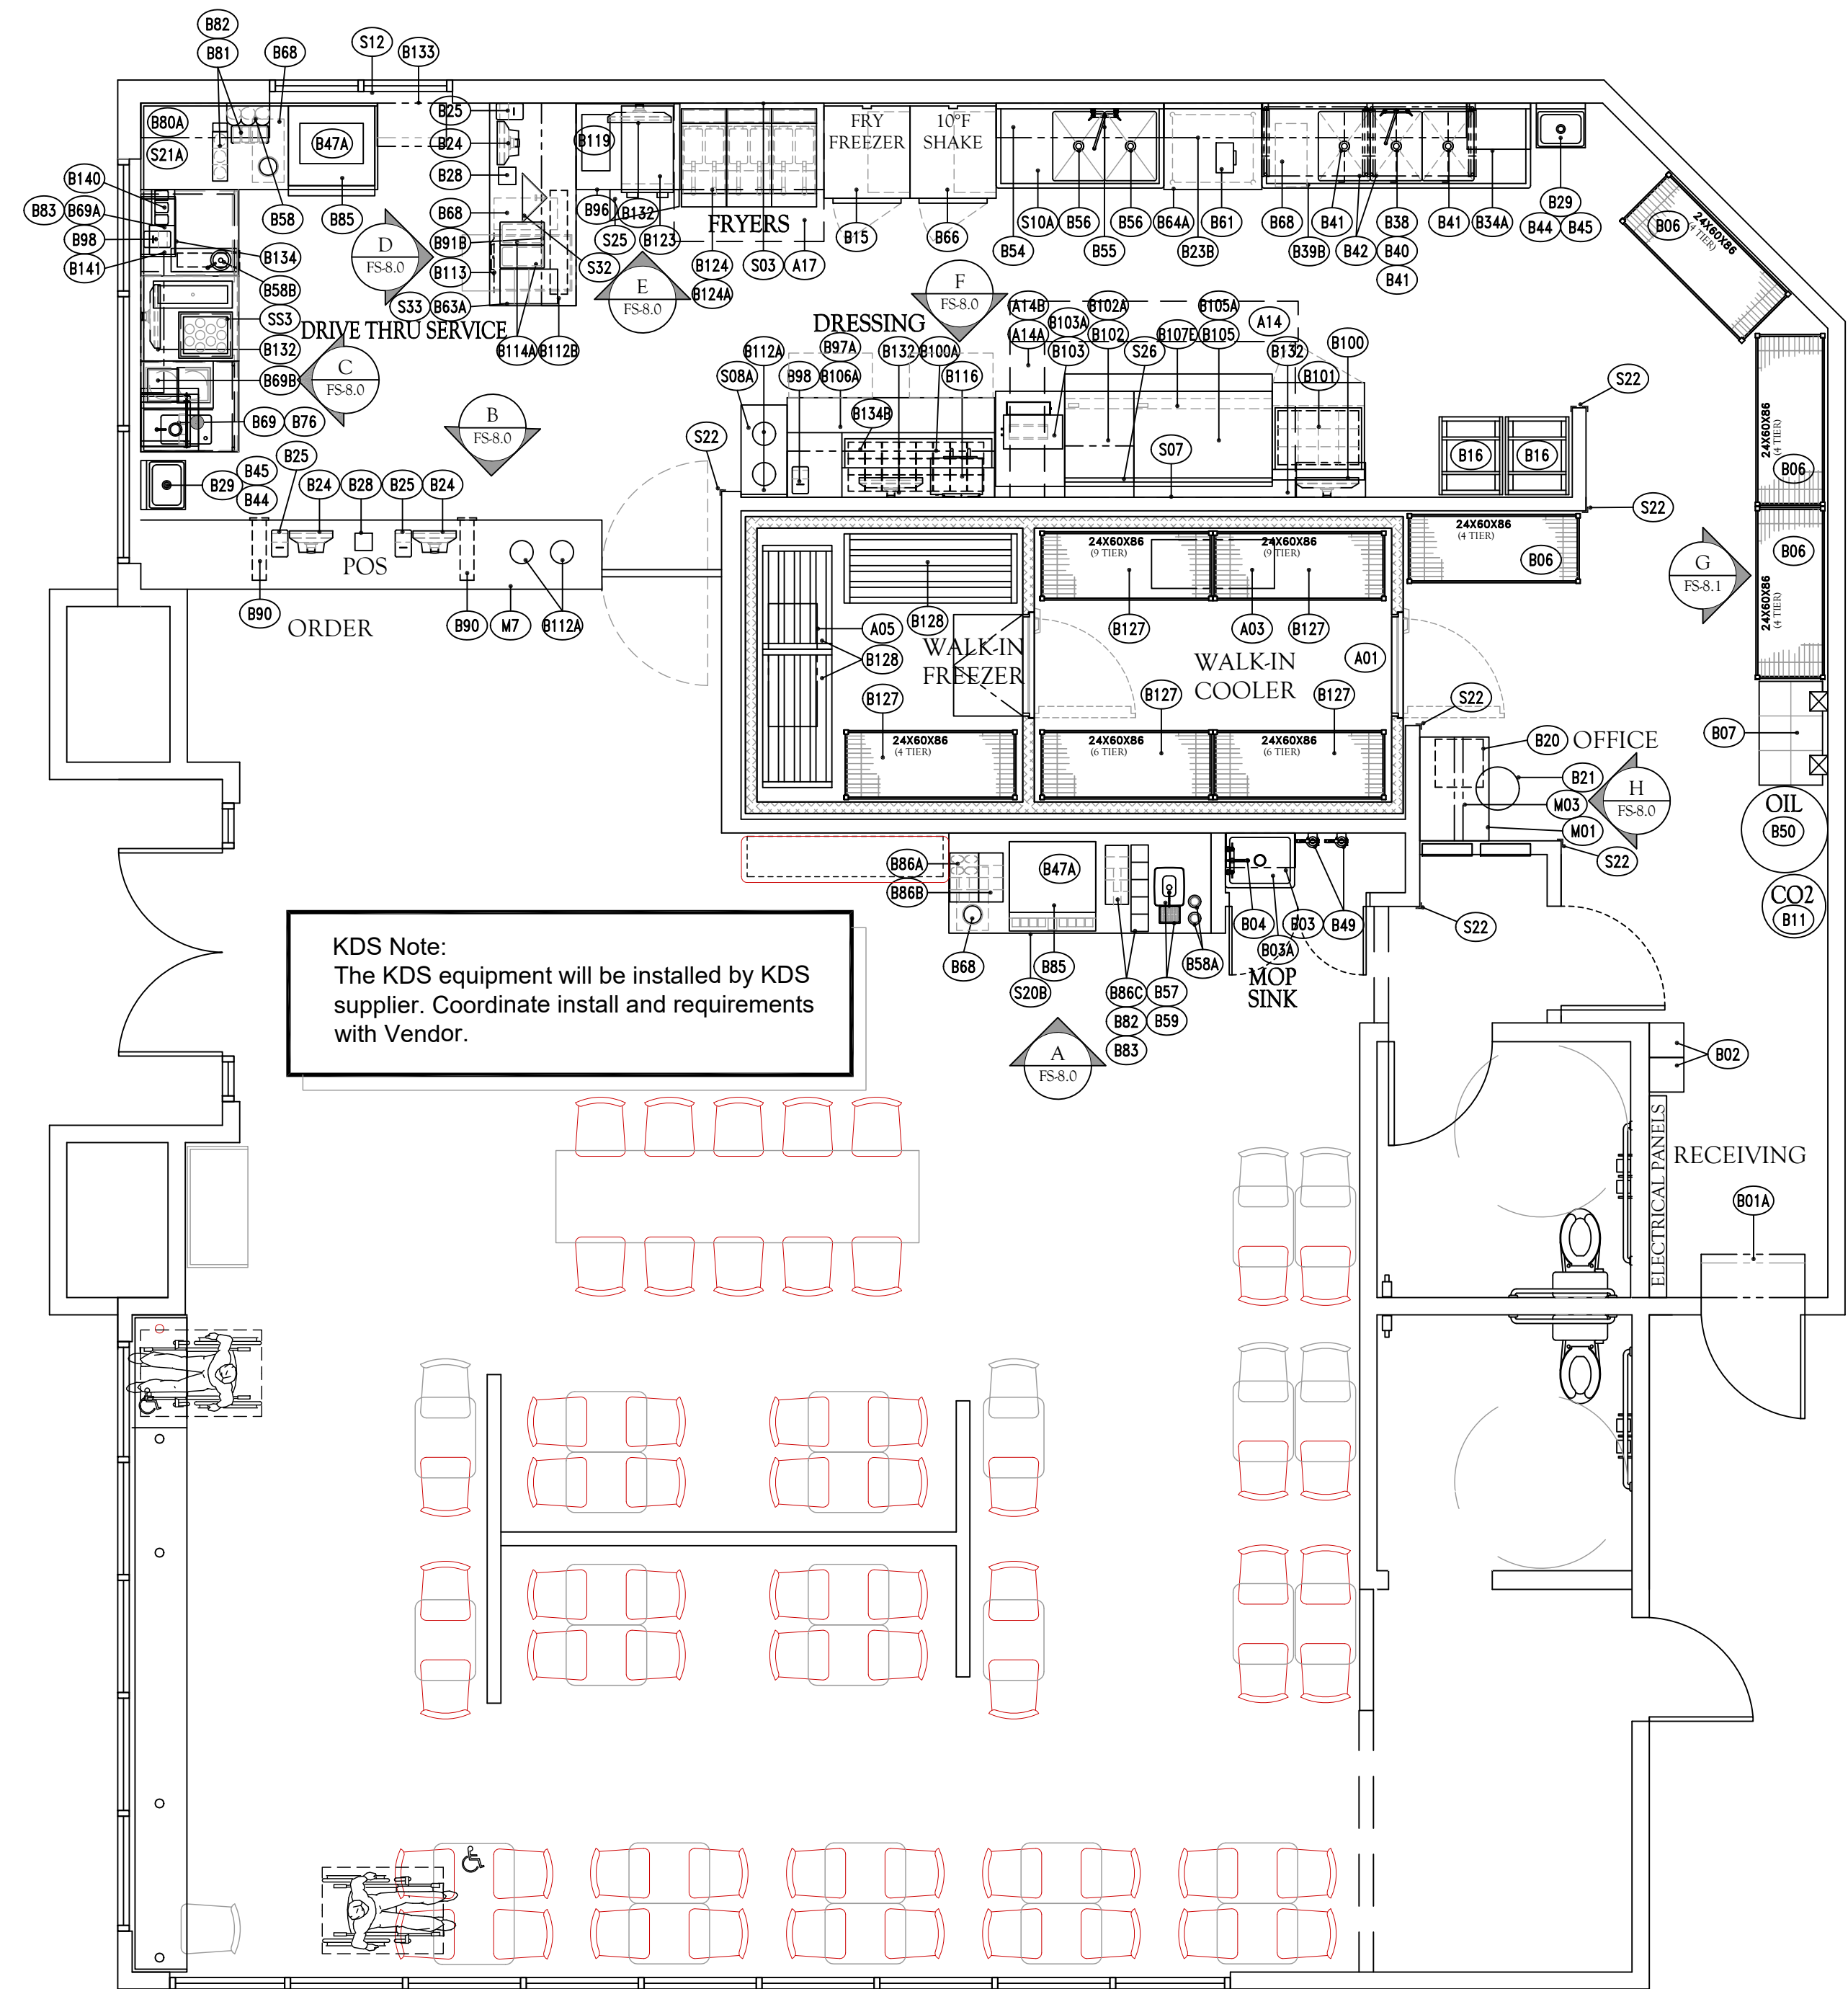 B82
S12
B81
B68
B133
B80A
S21A
B47A
B25
B24
B28
B119
FRY
FREEZER
10°F
SHAKE
B140
B83
B69A
B98
B141
B58
B85
B68
B91B
B113
B96
B132
S25
B123
FRYERS
B15
B66
S10A
B56
B56
B64A
B61
B68
B41
B38
B41
B34A
B29
B44
B45
B54
B55
B23B
B39B
B42
B40
B41
B06
24X60X86
(4 TIER)
D
FS-8.0
B134
B58B
S32
B124
S03
A17
B124A
S33
B63A
E
FS-8.0
F
FS-8.0
SS3
DRIVE THRU SERVICE
B132
B114A
B112B
B69B
C
FS-8.0
DRESSING
A14B
A14A
B103A
B103
B102A
B102
B107E
B105A
B105
A14
B112A
B97A
B132
B100A
S26
B132
B100
S08A
B98
B106A
B116
B101
B134B
S22
S22
S07
B16
B16
B69
B76
B
FS-8.0
B45
B29
B44
B25
B24
B28
B25
B24
POS
B90
ORDER
B90
M7
B112A
24X60X86
(4 TIER)
B06
24X60X86
(4 TIER)
B06
S22
24X60X86
(4 TIER)
B06
G
FS-8.1
24X60X86
(9 TIER)
24X60X86
(9 TIER)
A05
B128
B128
B127
A03
B127
WALK-IN
FREEZER
WALK-IN
COOLER
A01
B127
B127
B127
24X60X86
(4 TIER)
24X60X86
(6 TIER)
24X60X86
(6 TIER)
S22
B20
OFFICE
B07
B21
M03
M01
H
FS-8.0
OIL
B50
S22
CO2
B11
B86A
B86B
B47A
B04
B03
B49
B03A
S22
B68
B85
B58A
MOP
SINK
S20B
B86C
B57
B82
B59
B83
A
FS-8.0
KDS Note:
The KDS equipment will be installed by KDS
supplier. Coordinate install and requirements
with Vendor.
B02
ELECTRICAL PANELS
RECEIVING
B01A